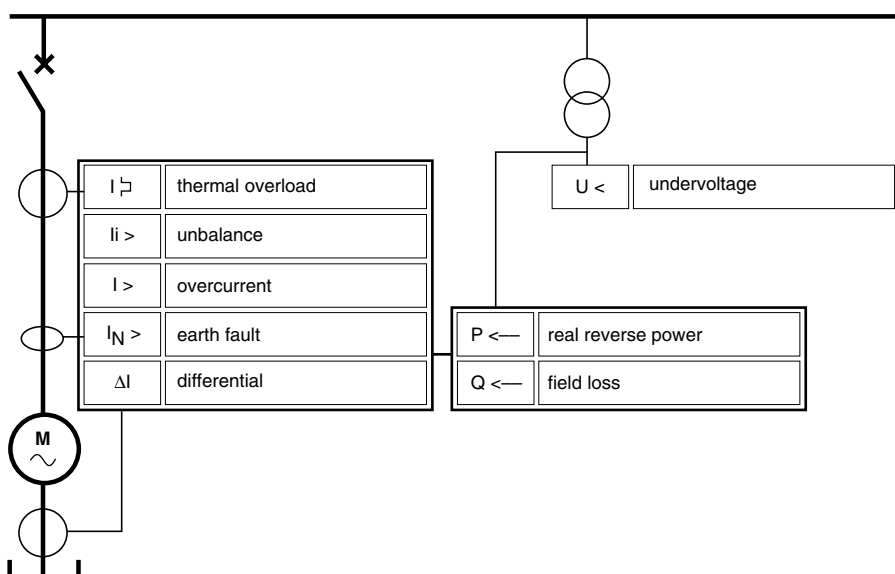 I thermal overload
U < undervoltage
Ii > unbalance
I > overcurrent
IN > earth fault
P <— real reverse power
ΔI differential
Q <— field loss
M